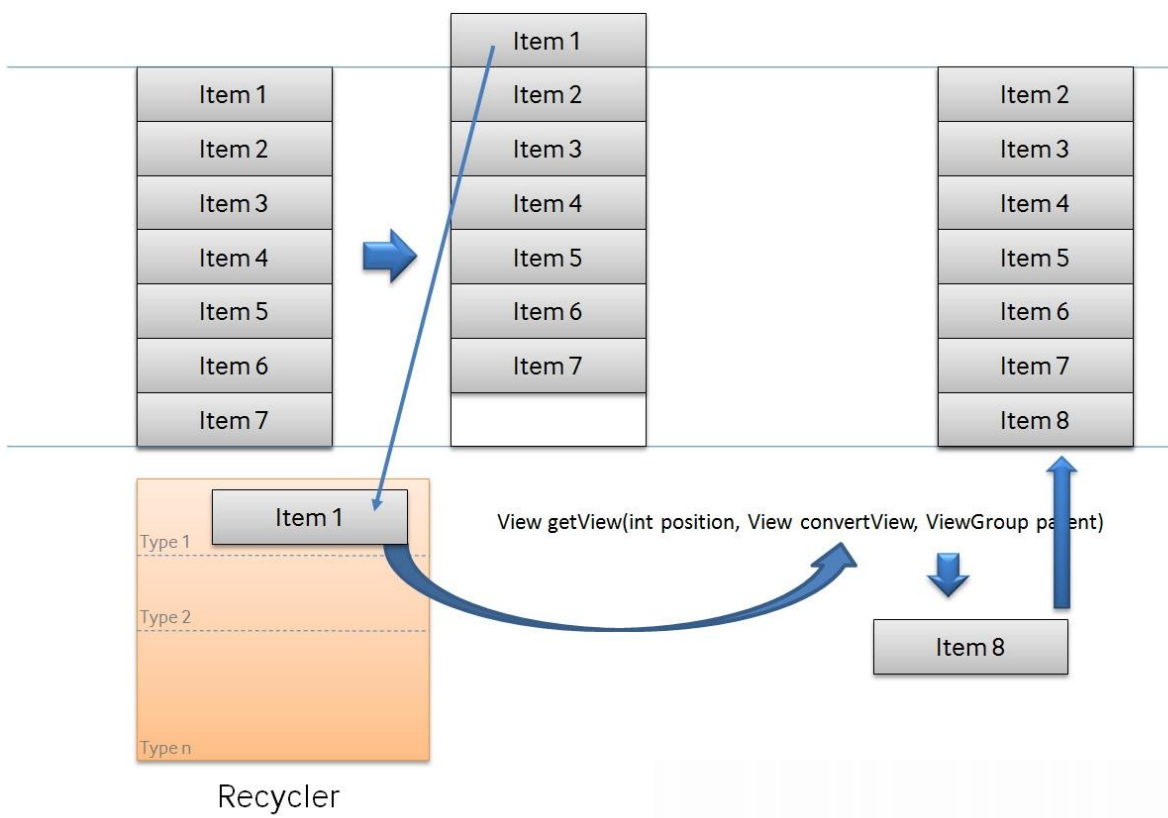 Item 1
Item 2
Item 3
Item 4
Item 5
Item 6
Item 7
Item 1
Item 2
Item 3
Item 4
Item 5
Item 6
Item 7
Item 2
Item 3
Item 4
Item 5
Item 6
Item 7
Item 8
Item 1
Type 1
Type 2
Type n
Recycler
View getView(int position, View convertView, ViewGroup parent)
Item 8